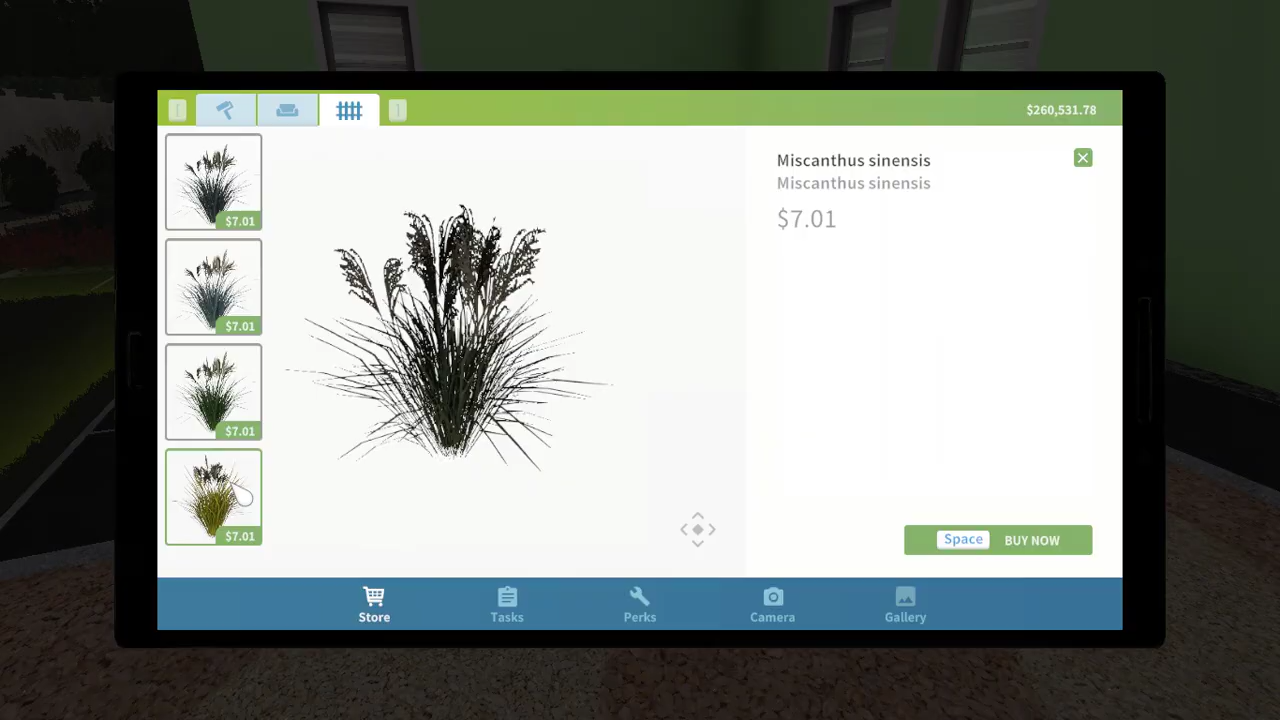 $260,531.78
$7.01
$7.01
$7.01
$7.01
Miscanthus sinensis
Miscanthus sinensis
$7.01
Space BUY NOW
Store
Tasks
Perks
Camera
Gallery